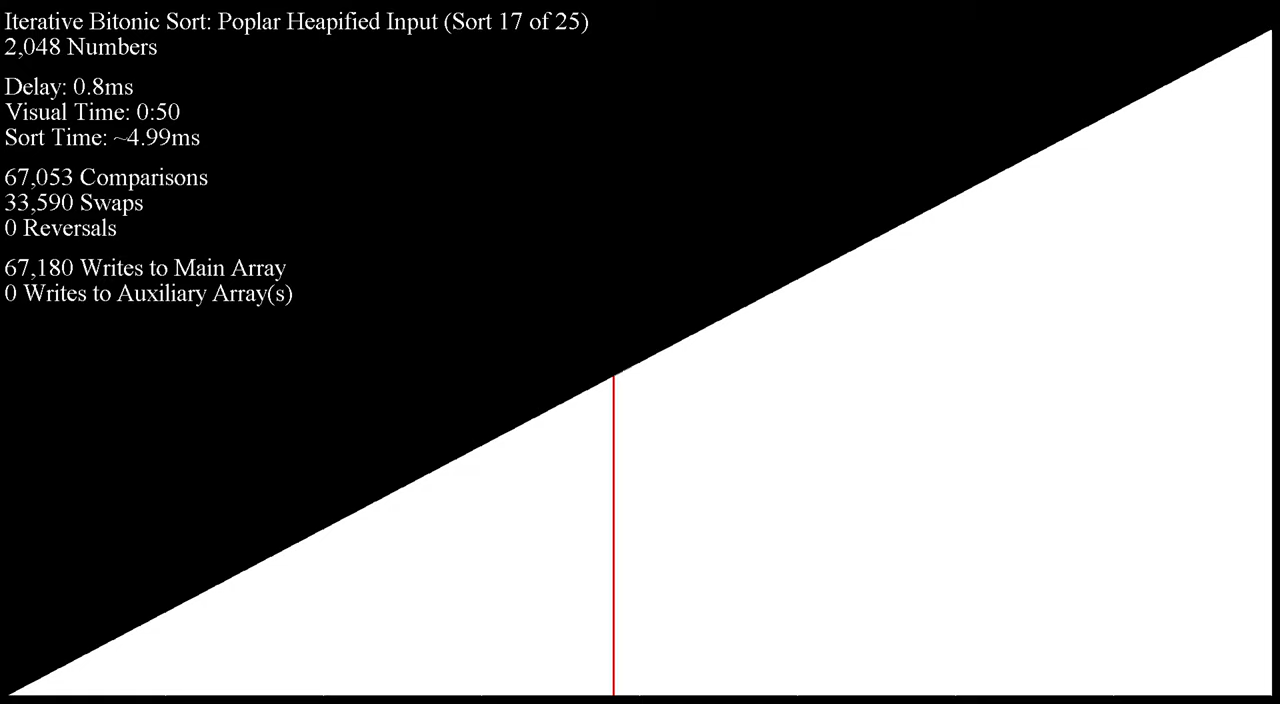 Iterative Bitonic Sort: Poplar Heapified Input (Sort 17 of 25)
2,048 Numbers
Delay: 0.8ms
Visual Time: 0:50
Sort Time: ~4.99ms
67,053 Comparisons
33,590 Swaps
0 Reversals
67,180 Writes to Main Array
0 Writes to Auxiliary Array(s)